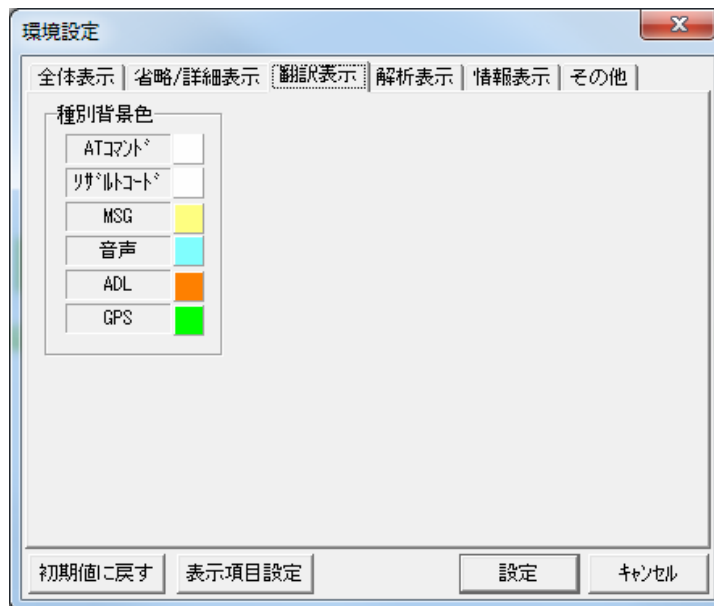 環境設定
全体表示 省略/詳細表示 翻訳表示 解析表示 情報表示 その他
種別背景色
ATｺﾏﾝﾄﾞ
ﾘｻﾞﾙﾄｺｰﾄﾞ
MSG
音声
ADL
GPS
初期値に戻す 表示項目設定 設定 ｷｬﾝｾﾙ